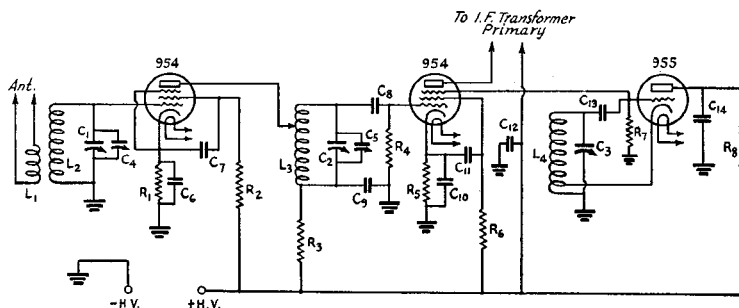 To I.F. Transformer
Primary
954
954
955
Ant.
C8
C13
C14
C1
C4
C7
C2
C5
R4
C12
R7
C3
R8
L2
L3
L4
C11
L1
R1
C6
R2
C9
R5
C10
R3
R6
-H.V.
+H.V.